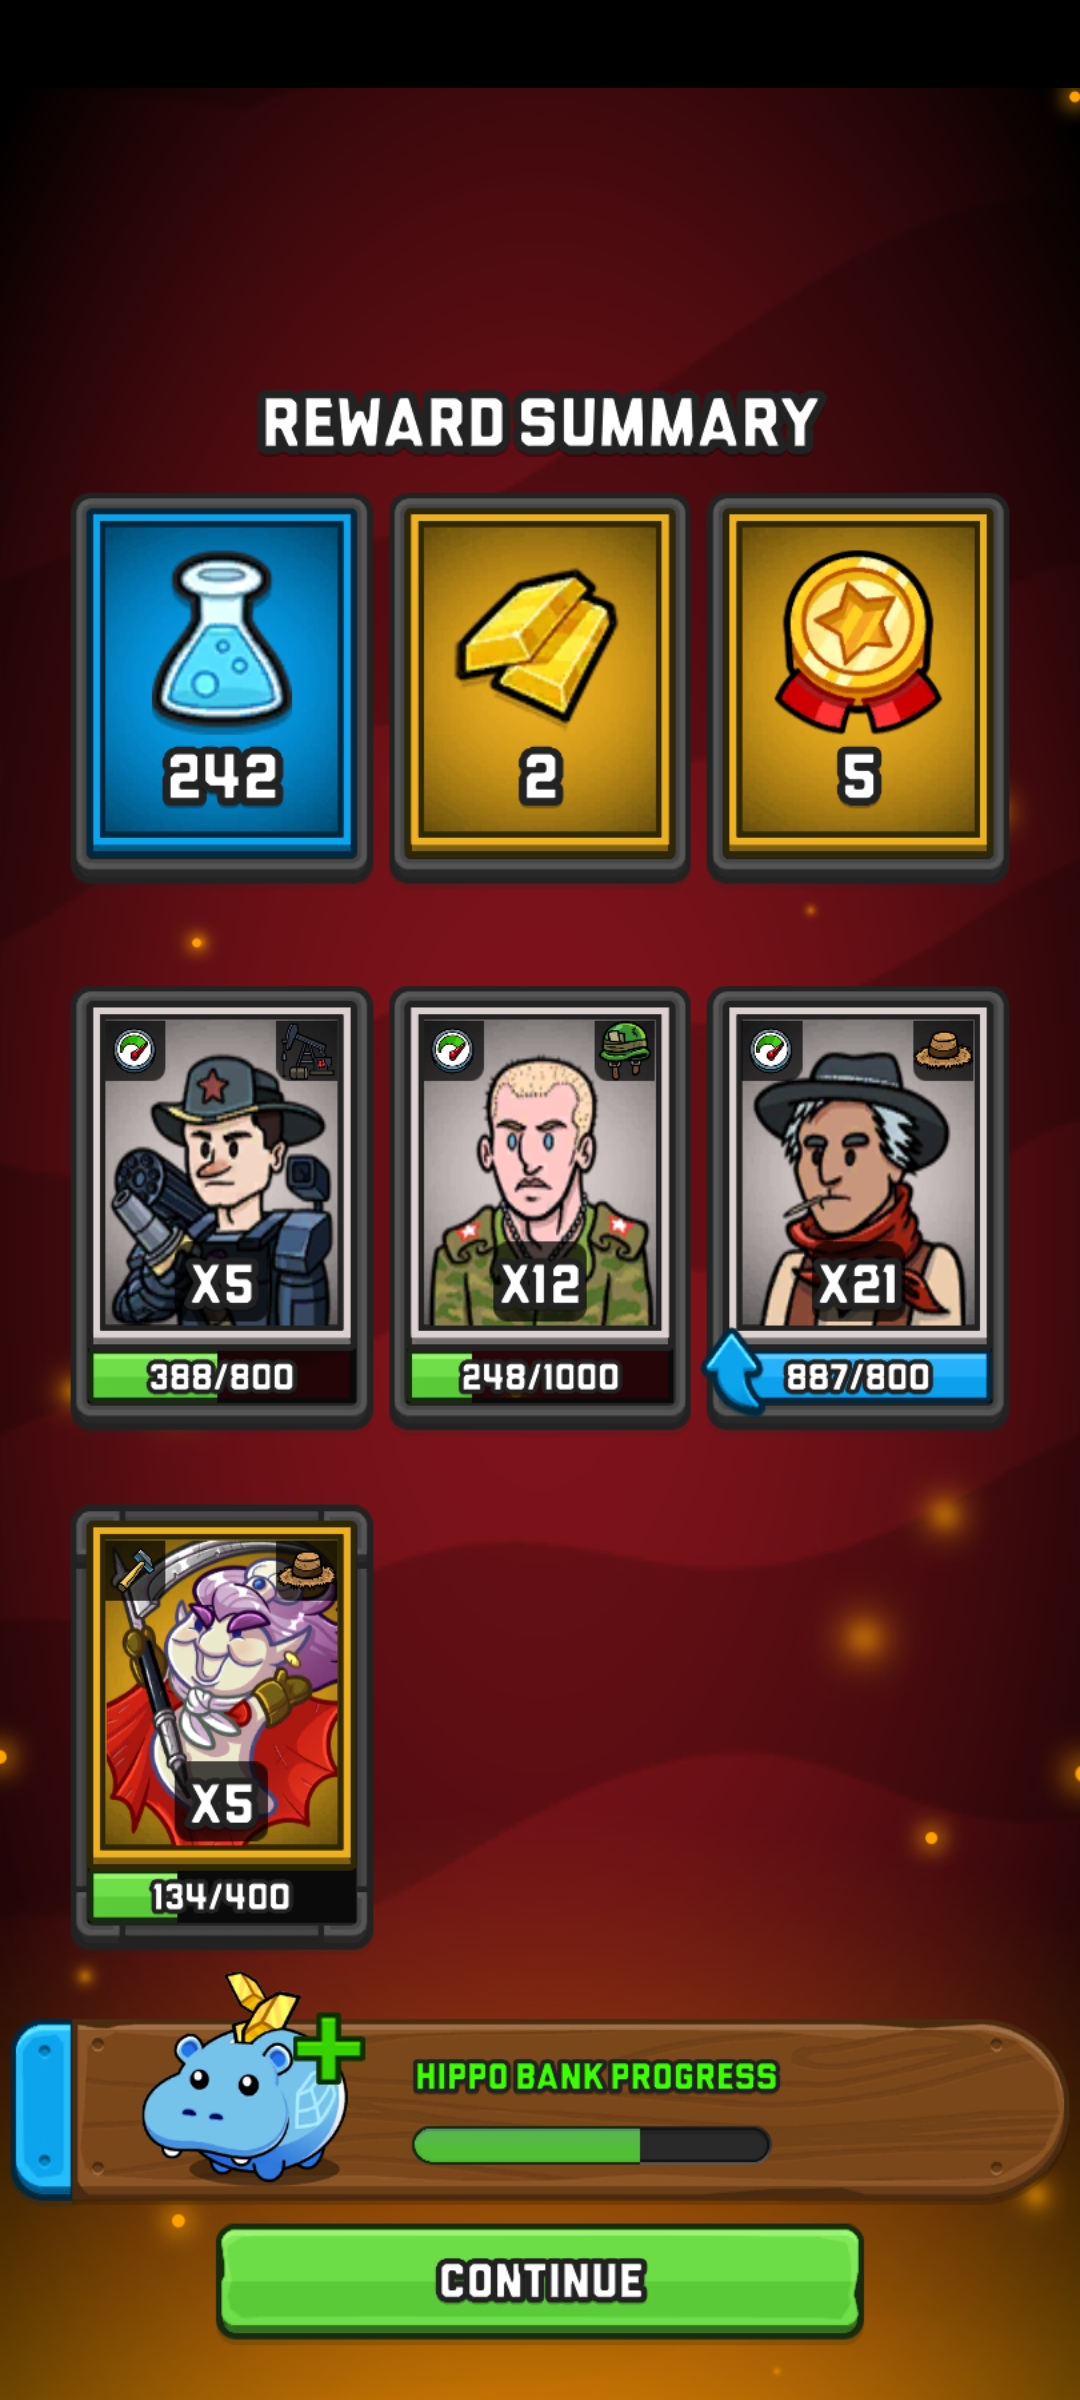 REWARD SUMMARY
242
2
5
X5
X12
X21
388/800
248/1000
887/800
X5
134/400
HIPPO BANK PROGRESS
CONTINUE